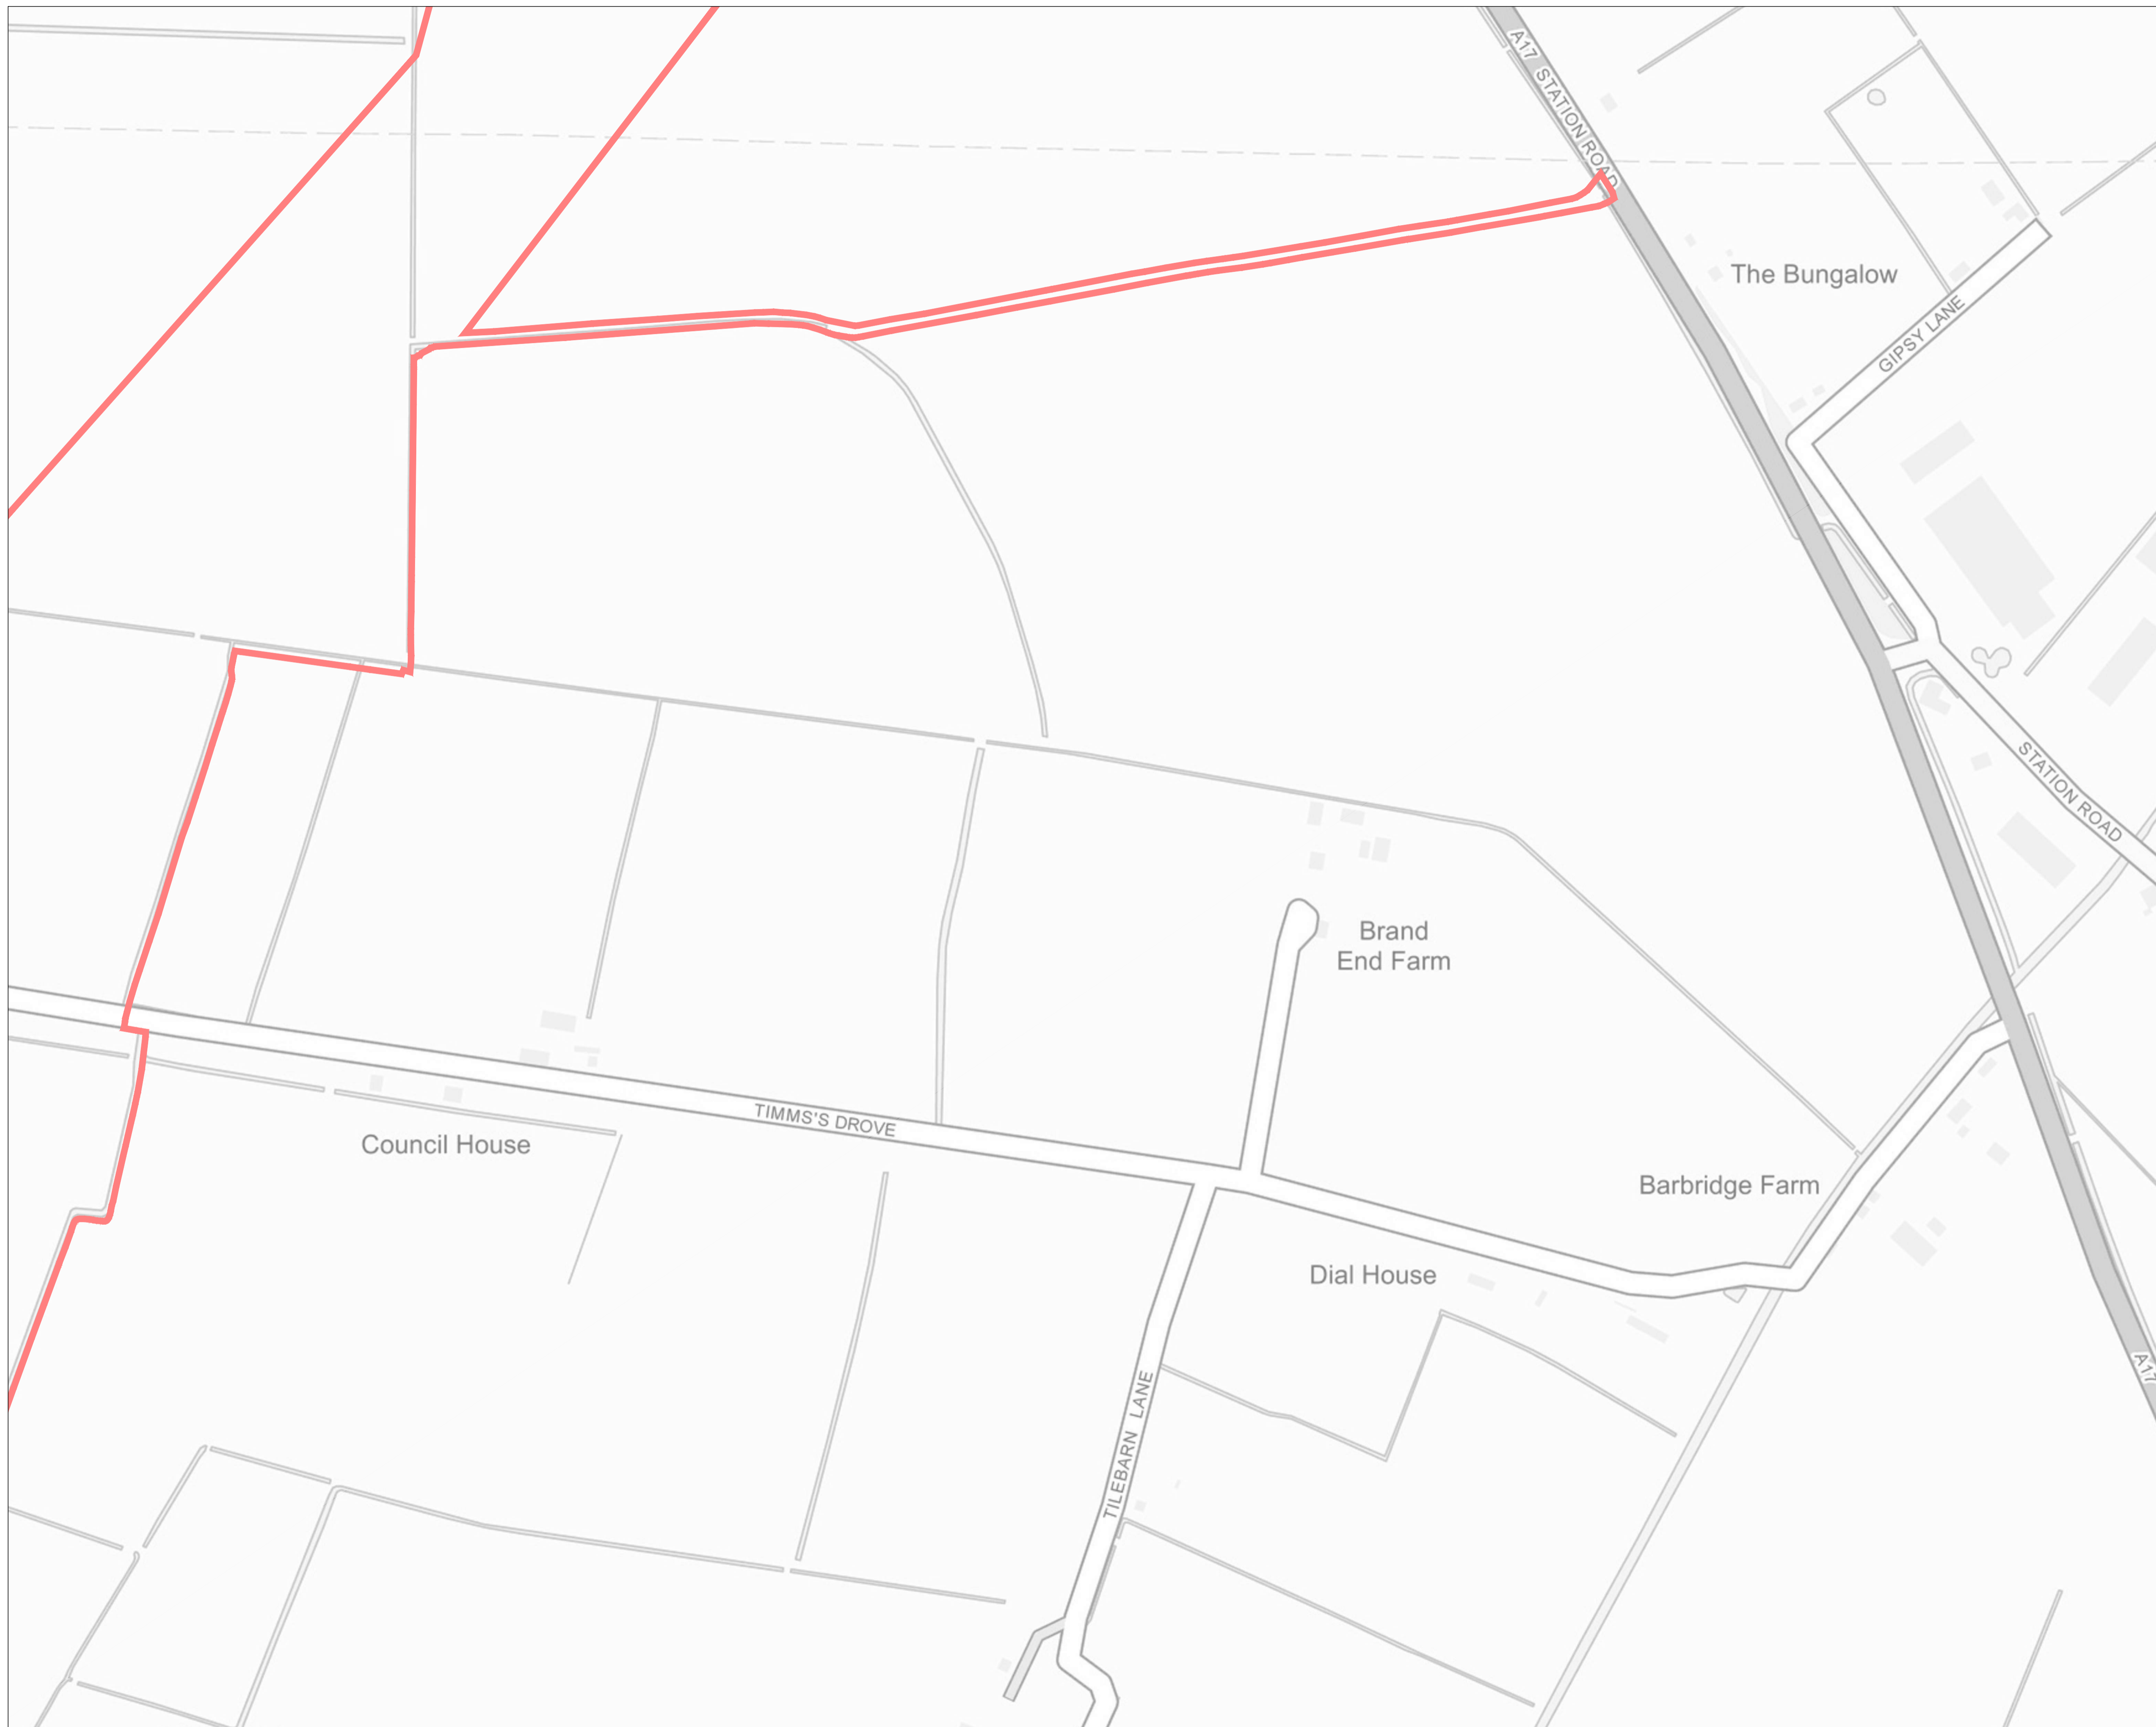 A17 STATION ROAD
The Bungalow
GIPSY LANE
STATION ROAD
Brand
End Farm
TIMMS'S DROVE
Council House
Barbridge Farm
Dial House
A17
TILEBARN LANE